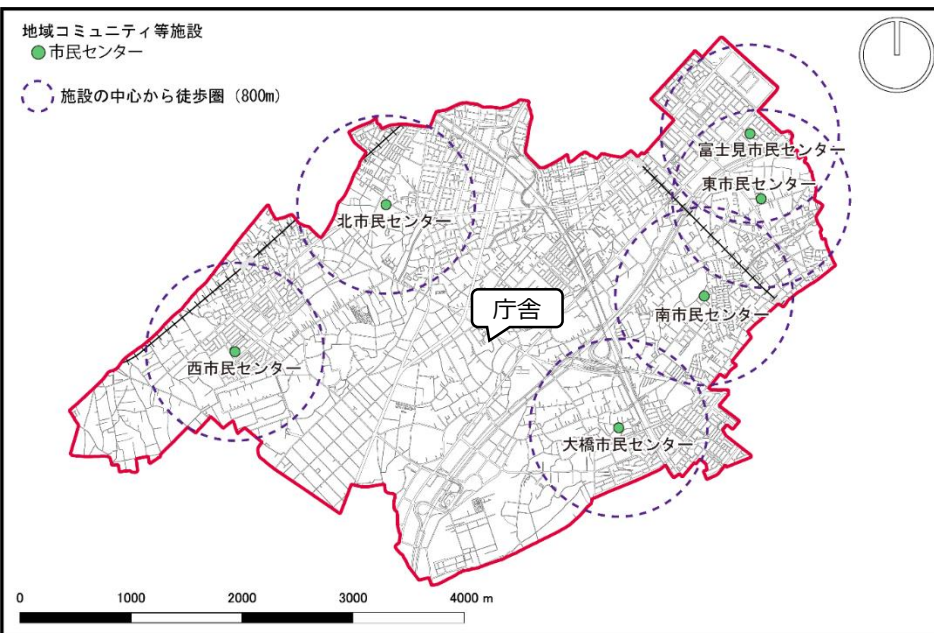 地域コミュニティ等施設
市民センター
施設の中心から徒歩圏（800m）
富士見市民センター
東市民センター
北市民センター
庁舎
南市民センター
西市民センター
大橋市民センター
0 1000 2000 3000 4000 m